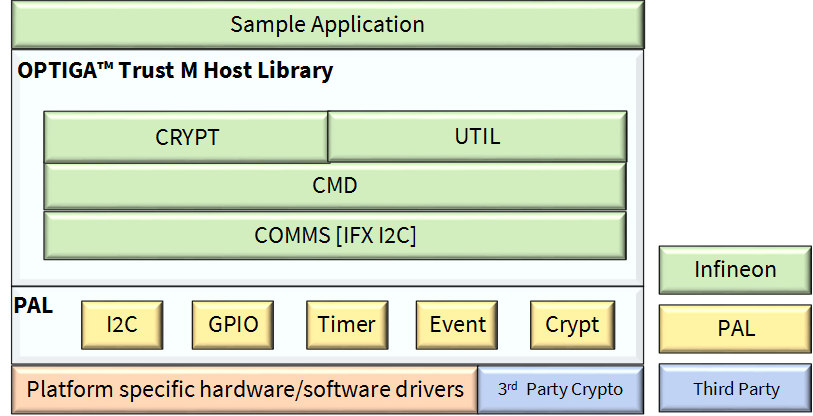 Sample Application
OPTIGA™ Trust M Host Library
CRYPT UTIL
CMD
COMMS [IFX I2C]
Infineon
PAL
I2C GPIO Timer Event Crypt
PAL
Platform specific hardware/software drivers
3rd Party Crypto
Third Party